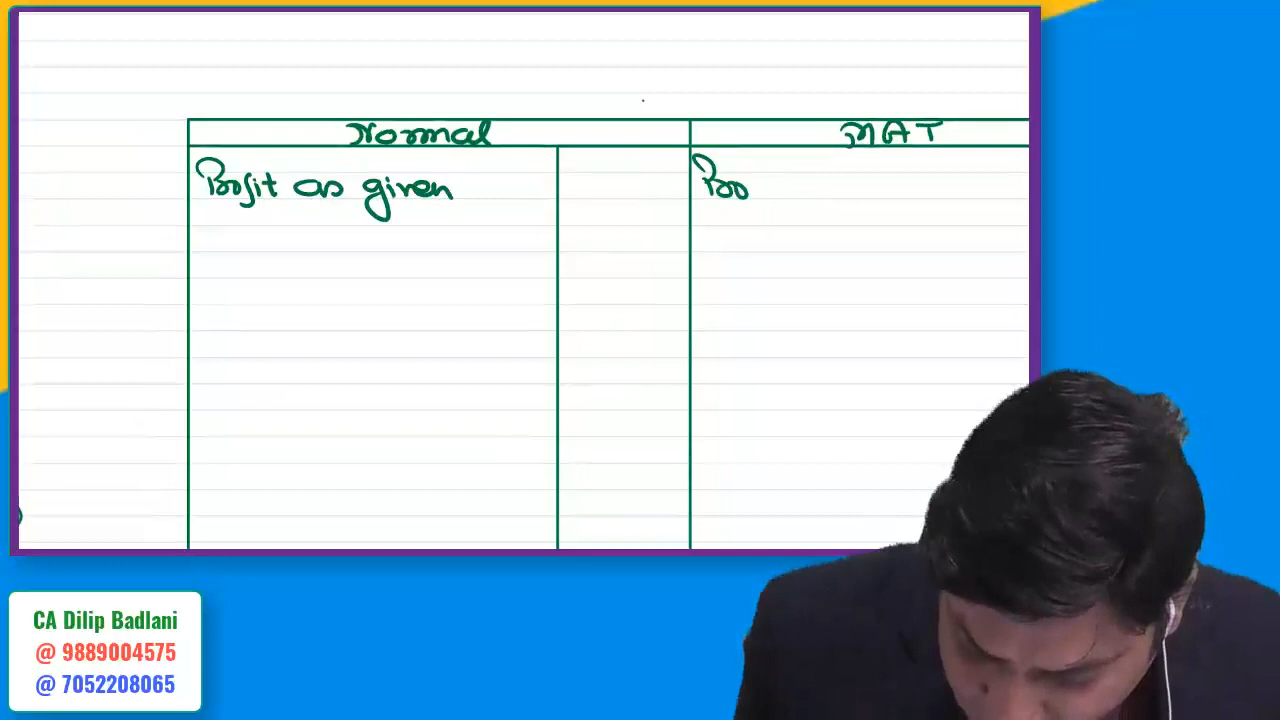 Normal
MAT
Profit as given
Pro
CA Dilip Badlani
@ 9889004575
@ 7052208065